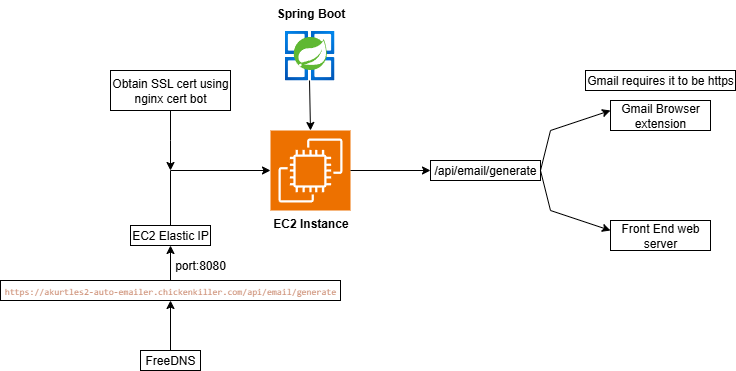 Spring Boot
Obtain SSL cert using
nginx cert bot
Gmail requires it to be https
Gmail Browser
extension
/api/email/generate
EC2 Instance
EC2 Elastic IP
Front End web
server
port:8080
https://akurtles2-auto-emailer.chickenkiller.com/api/email/generate
FreeDNS